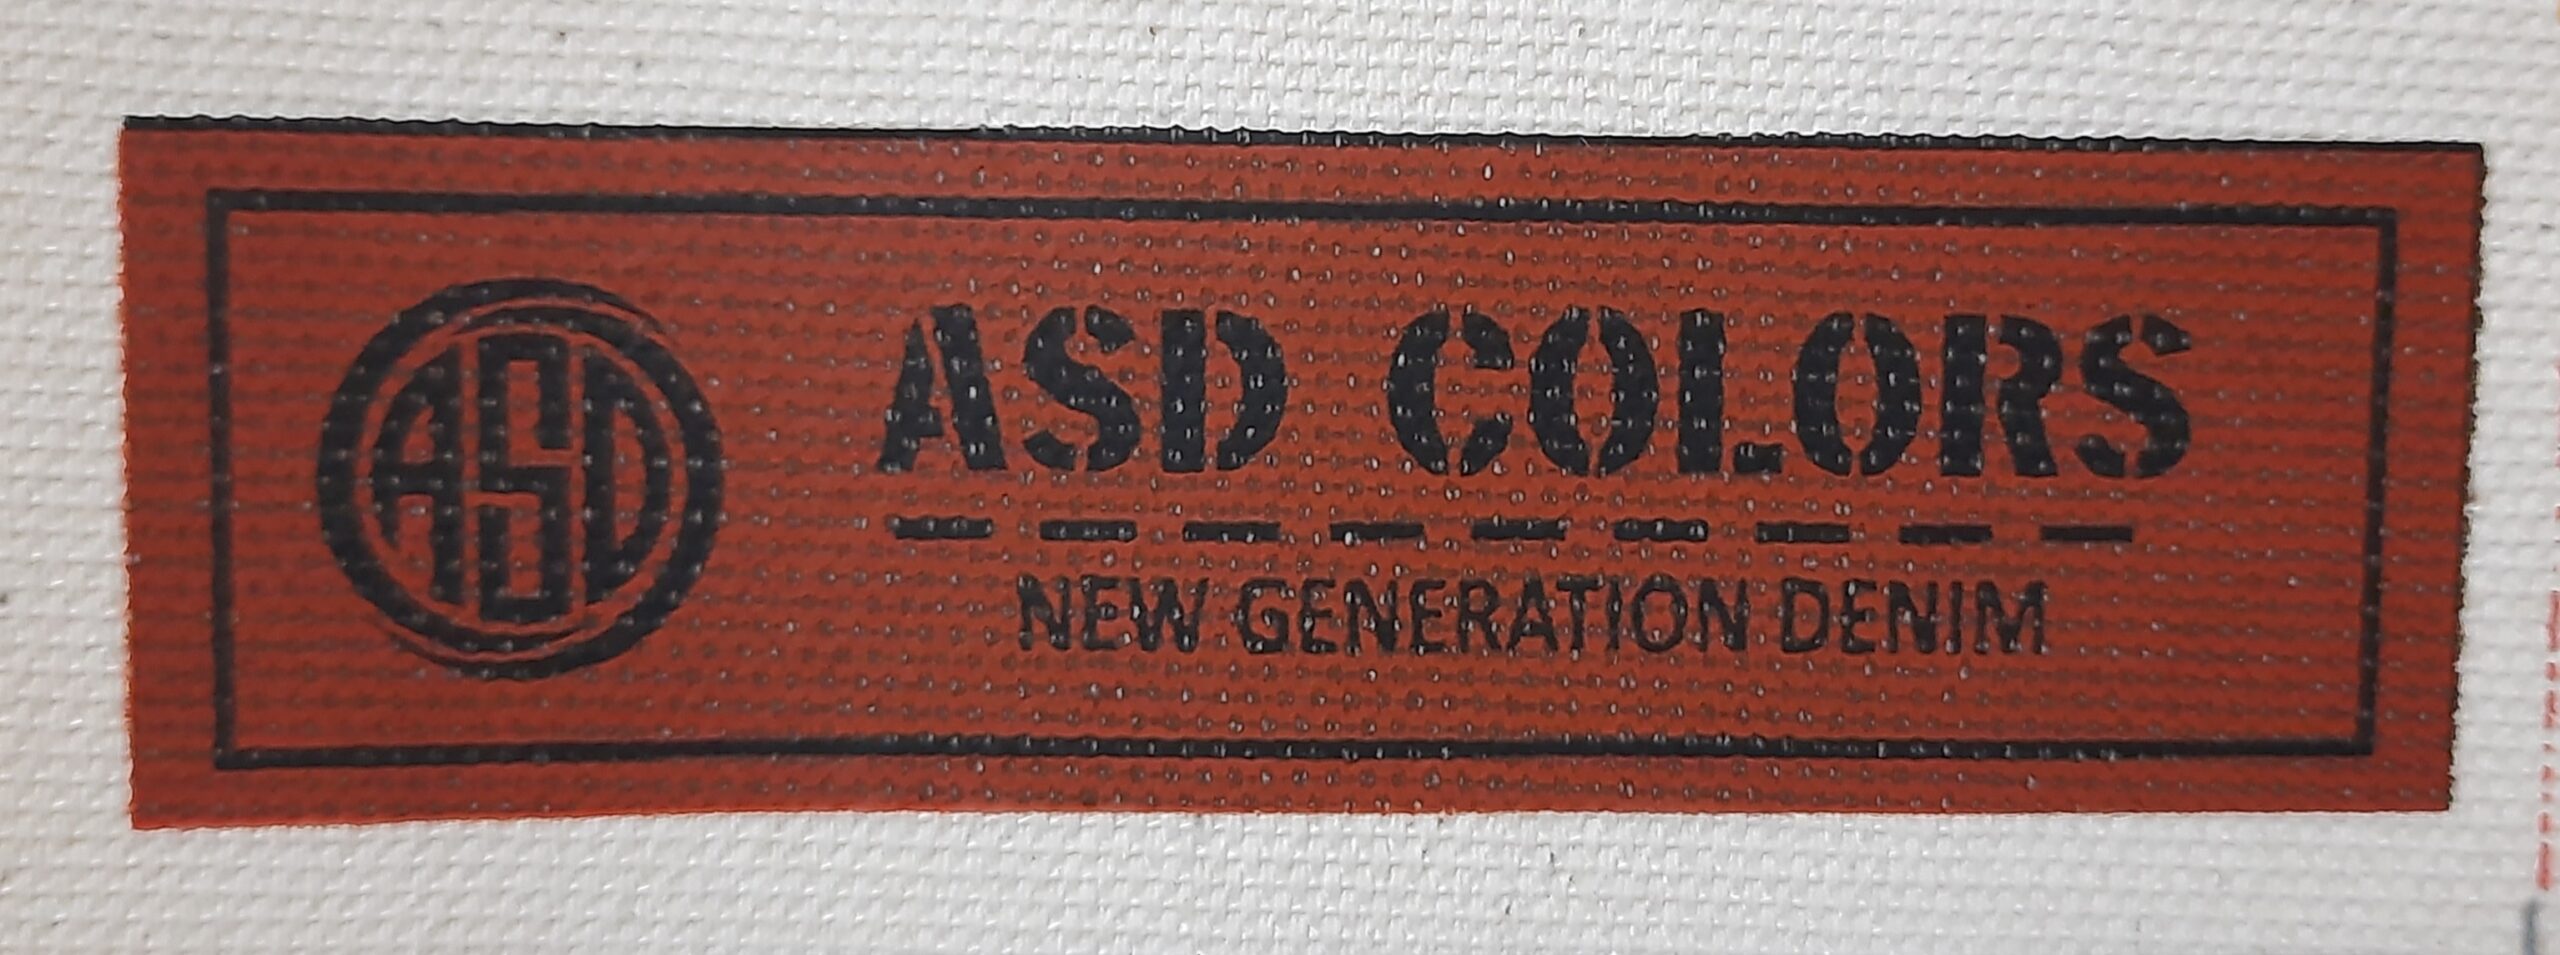 ASD
ASD COLORS
NEW GENERATION DENIM